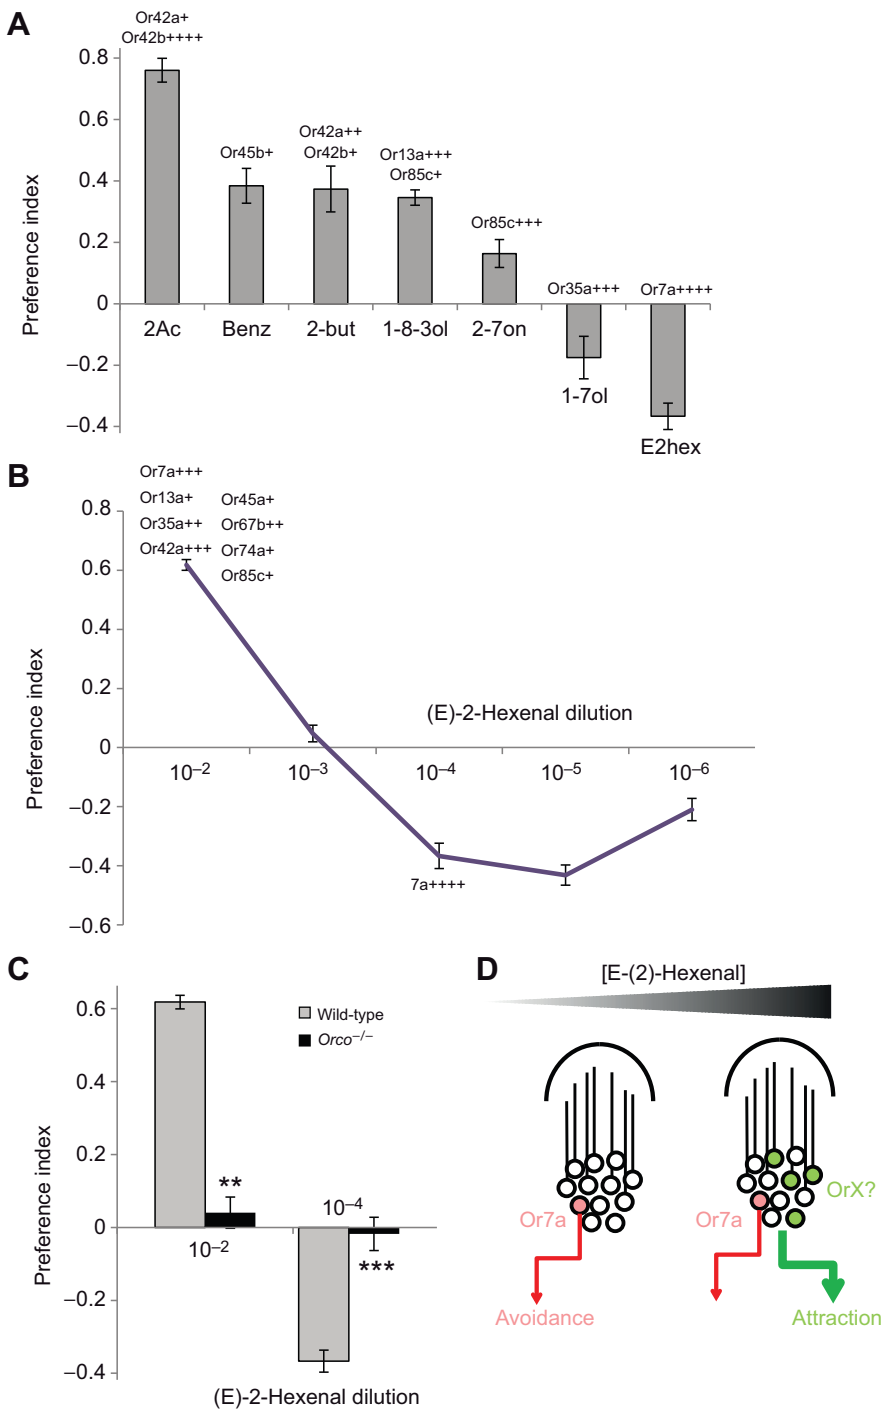 A
Or42a+
Or42b++++
Or45b+
Or42a++
Or42b+
Or13a+++
Or85c+
Or85c+++
Or35a+++
Or7a++++
Preference index
0.8
0.6
0.4
0.2
0
–0.2
–0.4
2Ac
Benz
2-but
1-8-3ol
2-7on
1-7ol
E2hex
B
Or7a+++
Or13a+
Or35a++
Or42a+++
Or45a+
Or67b++
Or74a+
Or85c+
Preference index
0.8
0.6
0.4
0.2
0
–0.2
–0.4
–0.6
(E)-2-Hexenal dilution
10–2
10–3
10–4
10–5
10–6
7a++++
C
Preference index
0.6
0.4
0.2
0
–0.2
–0.4
Wild-type
Orco–/–
**
10–4
10–2
***
(E)-2-Hexenal dilution
D
[E-(2)-Hexenal]
Or7a
Avoidance
OrX?
Or7a
Attraction